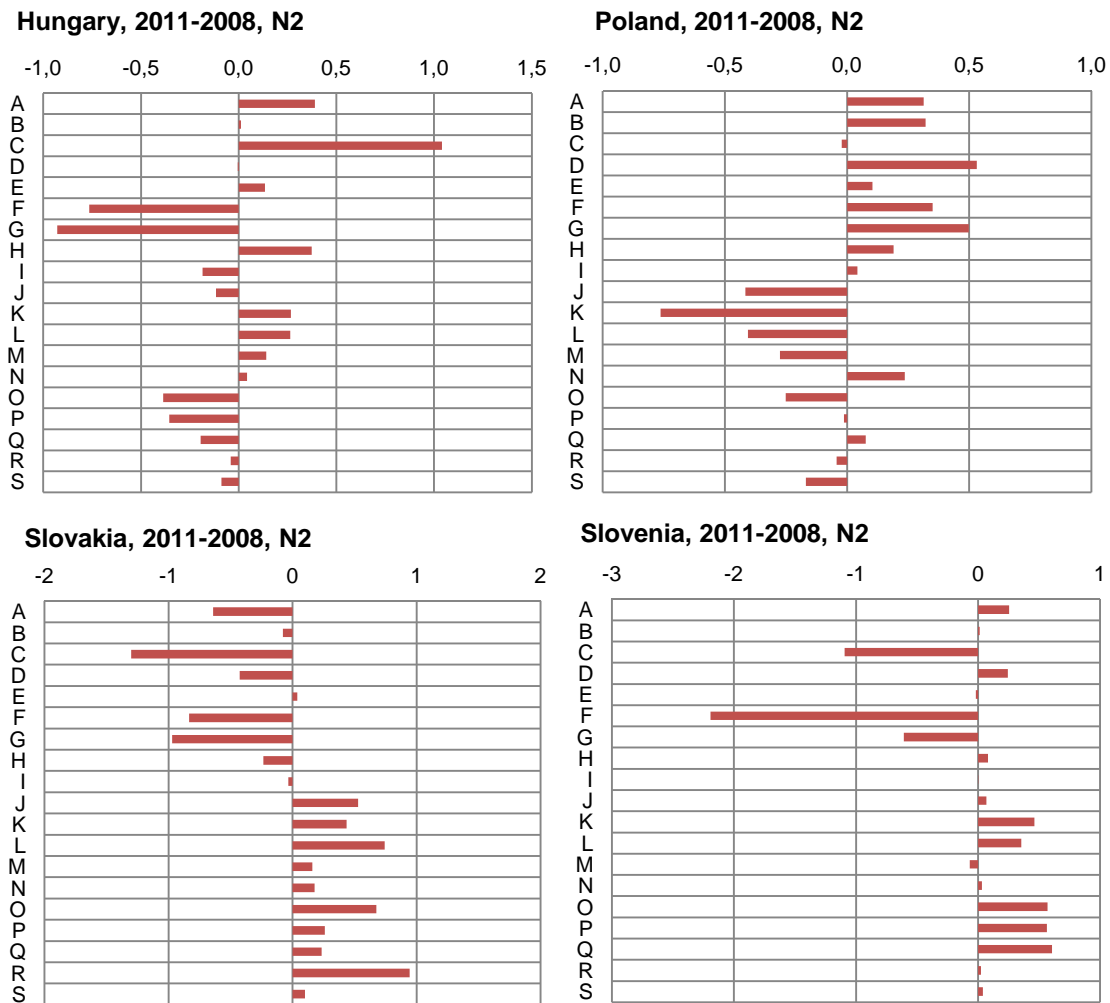 Hungary, 2011-2008, N2
-1,0 -0,5 0,0 0,5 1,0 1,5
A
B
C
D
E
F
G
H
I
J
K
L
M
N
O
P
Q
R
S
Poland, 2011-2008, N2
-1,0 -0,5 0,0 0,5 1,0
A
B
C
D
E
F
G
H
I
J
K
L
M
N
O
P
Q
R
S
Slovakia, 2011-2008, N2
-2 -1 0 1 2
A
B
C
D
E
F
G
H
I
J
K
L
M
N
O
P
Q
R
S
Slovenia, 2011-2008, N2
-3 -2 -1 0 1
A
B
C
D
E
F
G
H
I
J
K
L
M
N
O
P
Q
R
S